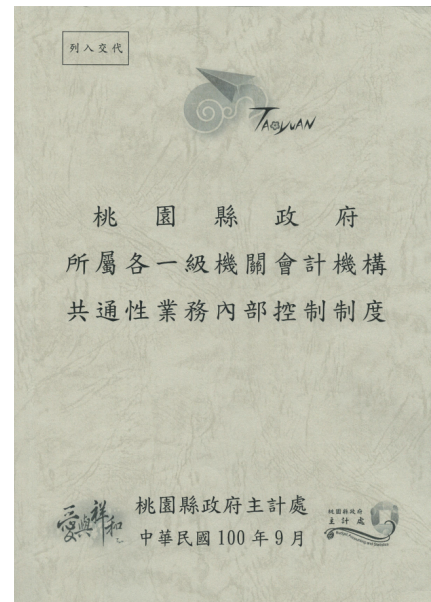 列入交代
TAOYUAN
桃園縣政府
所屬各一級機關會計機構
共通性業務內部控制制度
愛與祥和
桃園縣政府主計處
中華民國100年9月
桃園縣政府
主計處